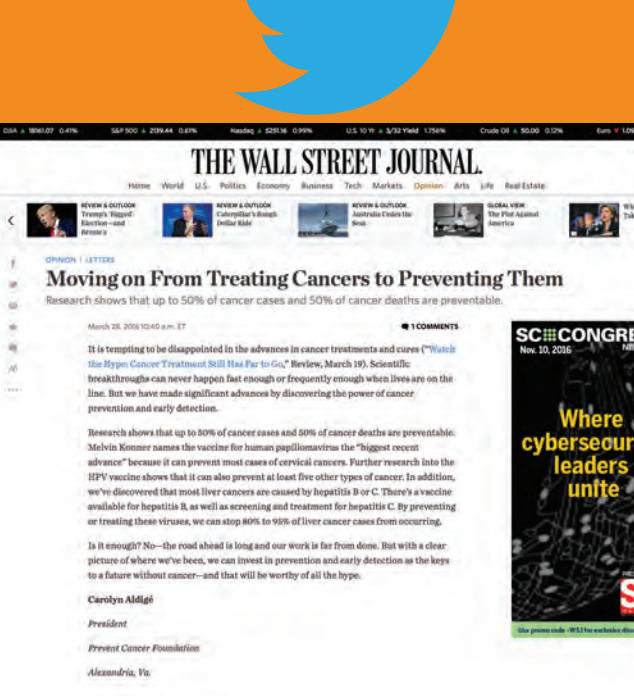 DJIA ▲ 18161.07 0.41% S&P 500 ▲ 2139.44 0.61% Nasdaq ▲ 5251.16 0.99% U.S. 10 Yr ▲ 3/32 Yield 1.756% Crude Oil ▲ 50.00 0.12% Euro ▼
THE WALL STREET JOURNAL.
Home World U.S. Politics Economy Business Tech Markets Opinion Arts Life Real Estate
REVIEW & OUTLOOK
Trump's 'Rigged'
Election—and
REVIEW & OUTLOOK
Caterpillar's Rough
Dollar Ride
REVIEW & OUTLOOK
Australia Codes the
Seas
GLOBAL VIEW
The Plot Against
America
OPINION | LETTERS
Moving on From Treating Cancers to Preventing Them
Research shows that up to 50% of cancer cases and 50% of cancer deaths are preventable.
March 28, 2016 10:40 a.m. ET
1 COMMENTS
It is tempting to be disappointed in the advances in cancer treatments and cures ("Watch
the Hype: Cancer Treatment Still Has Far to Go," Review, March 19). Scientific
breakthroughs can never happen fast enough or frequently enough when lives are on the
line. But we have made significant advances by discovering the power of cancer
prevention and early detection.
Research shows that up to 50% of cancer cases and 50% of cancer deaths are preventable.
Melvin Konner names the vaccine for human papillomavirus the "biggest recent
advance" because it can prevent most cases of cervical cancers. Further research into the
HPV vaccine shows that it can also prevent at least five other types of cancer. In addition,
we've discovered that most liver cancers are caused by hepatitis B or C. There's a vaccine
available for hepatitis B, as well as screening and treatment for hepatitis C. By preventing
or treating these viruses, we can stop 80% to 95% of liver cancer cases from occurring.
Is it enough? No—the road ahead is long and our work is far from done. But with a clear
picture of where we've been, we can invest in prevention and early detection as the keys
to a future without cancer—and that will be worthy of all the hype.
Carolyn Aldigé
President
Prevent Cancer Foundation
Alexandria, Va.
SC CONGRE
Nov. 10, 2016
Where
cybersecur
leaders
unite